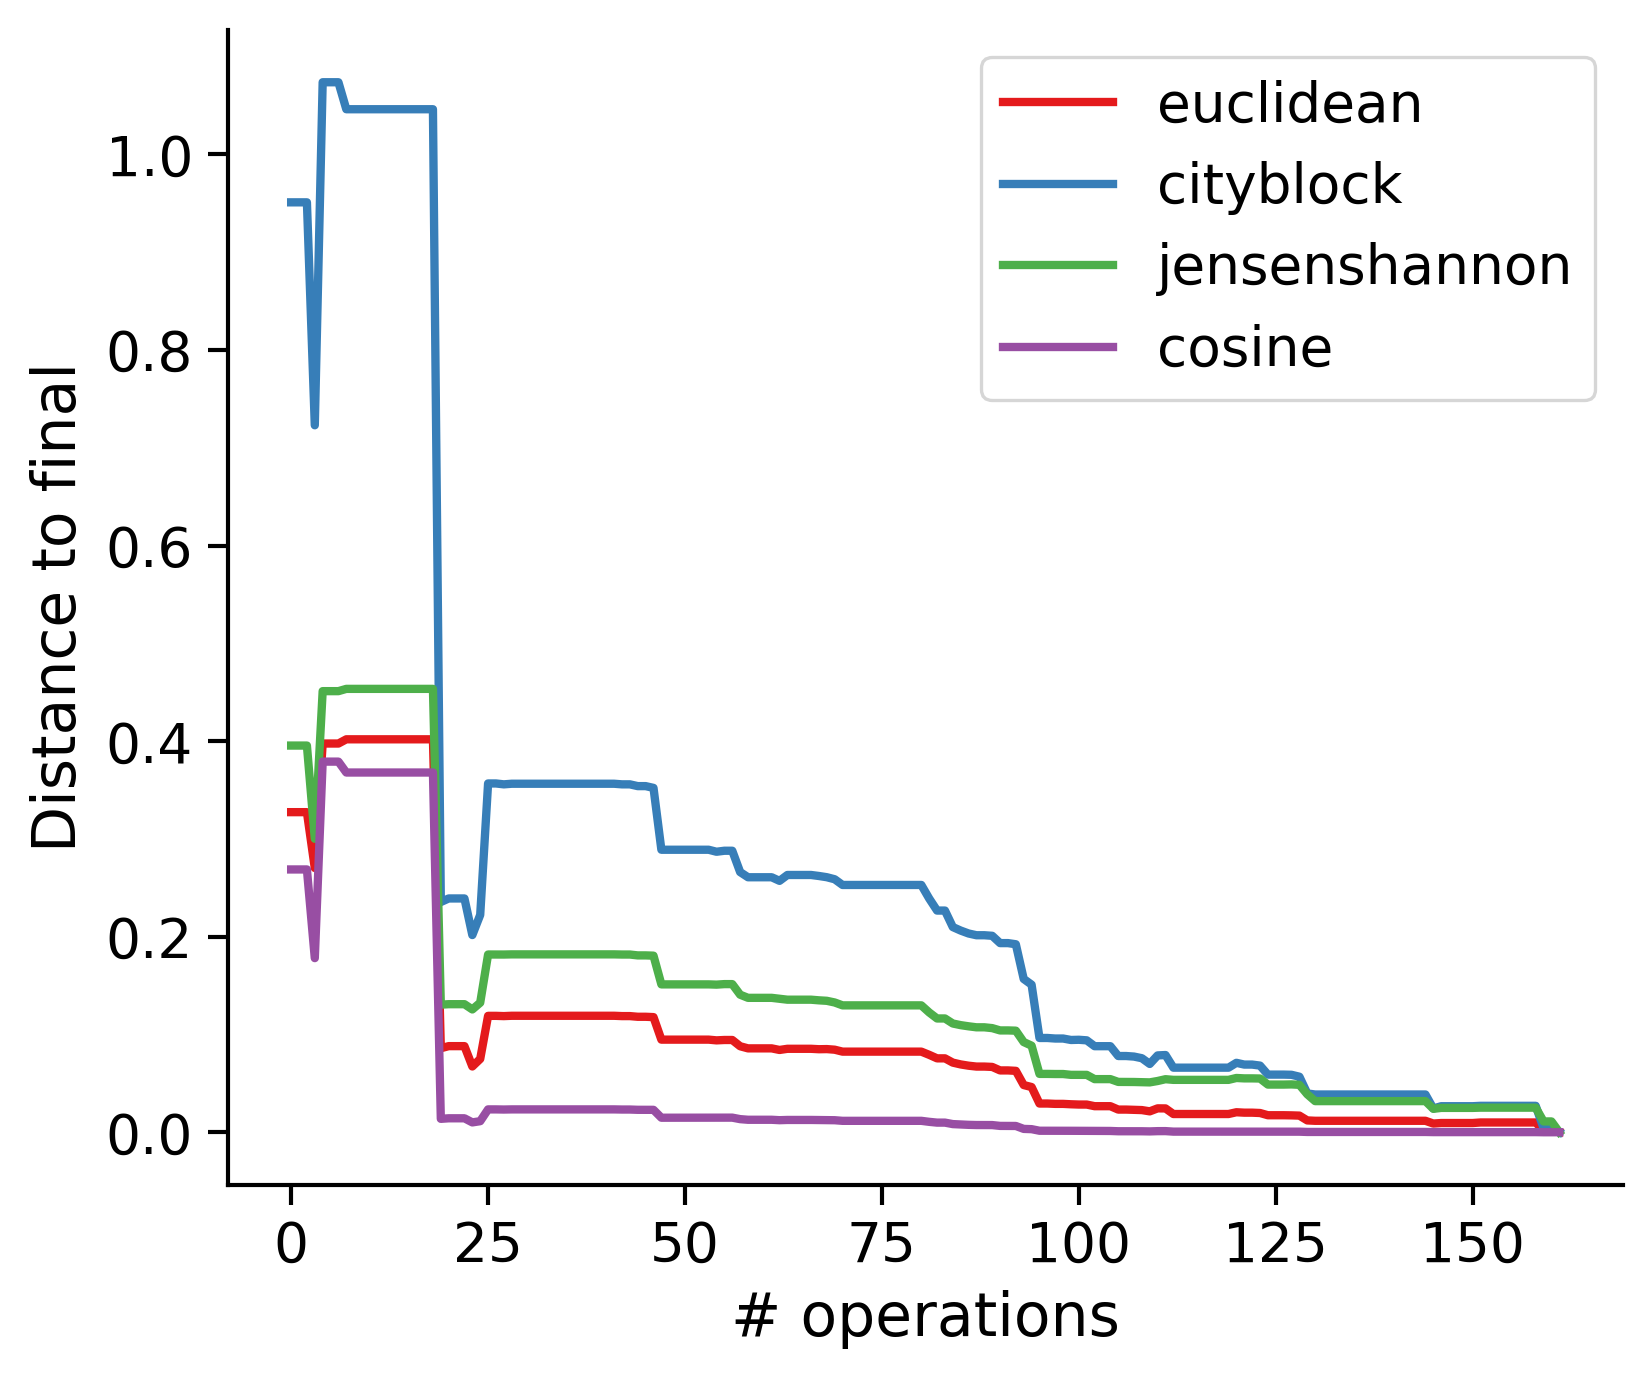 euclidean
cityblock
jensenshannon
cosine
Distance to final
1.0
0.8
0.6
0.4
0.2
0.0
0 25 50 75 100 125 150
# operations